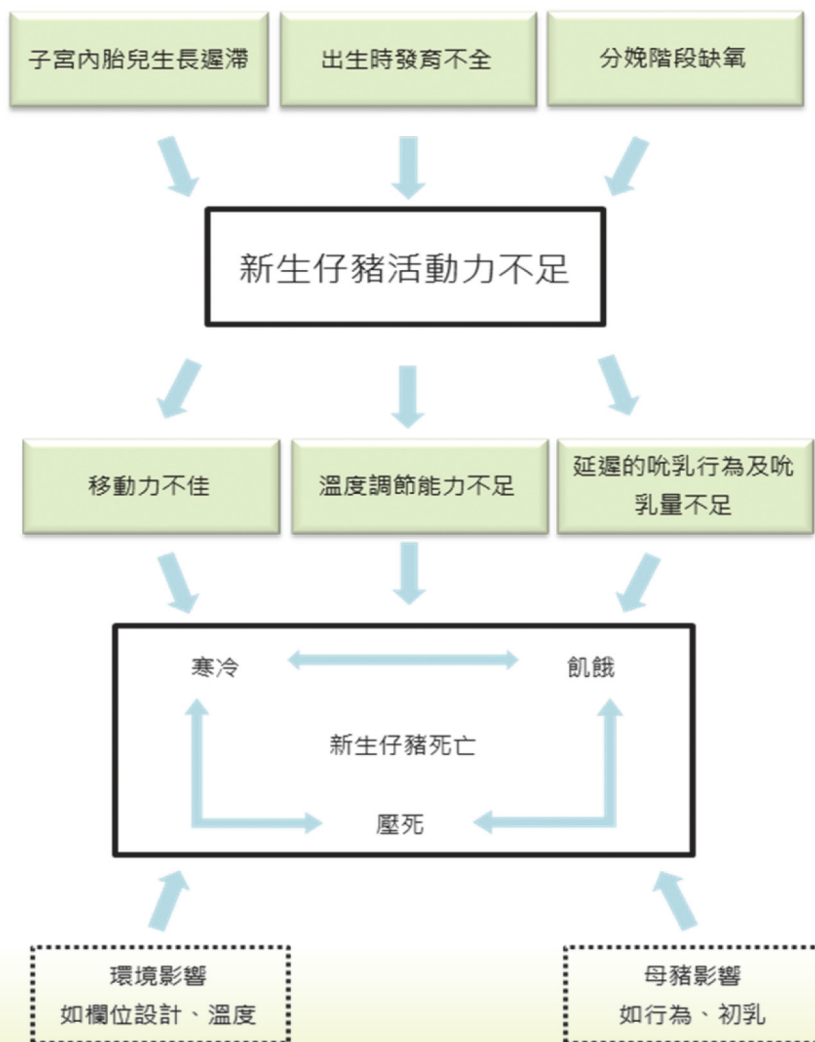 子宮內胎兒生長遲滯
出生時發育不全
分娩階段缺氧
新生仔豬活動力不足
移動力不佳
溫度調節能力不足
延遲的吮乳行為及吮
乳量不足
寒冷
飢餓
新生仔豬死亡
壓死
環境影響
如欄位設計、溫度
母豬影響
如行為、初乳